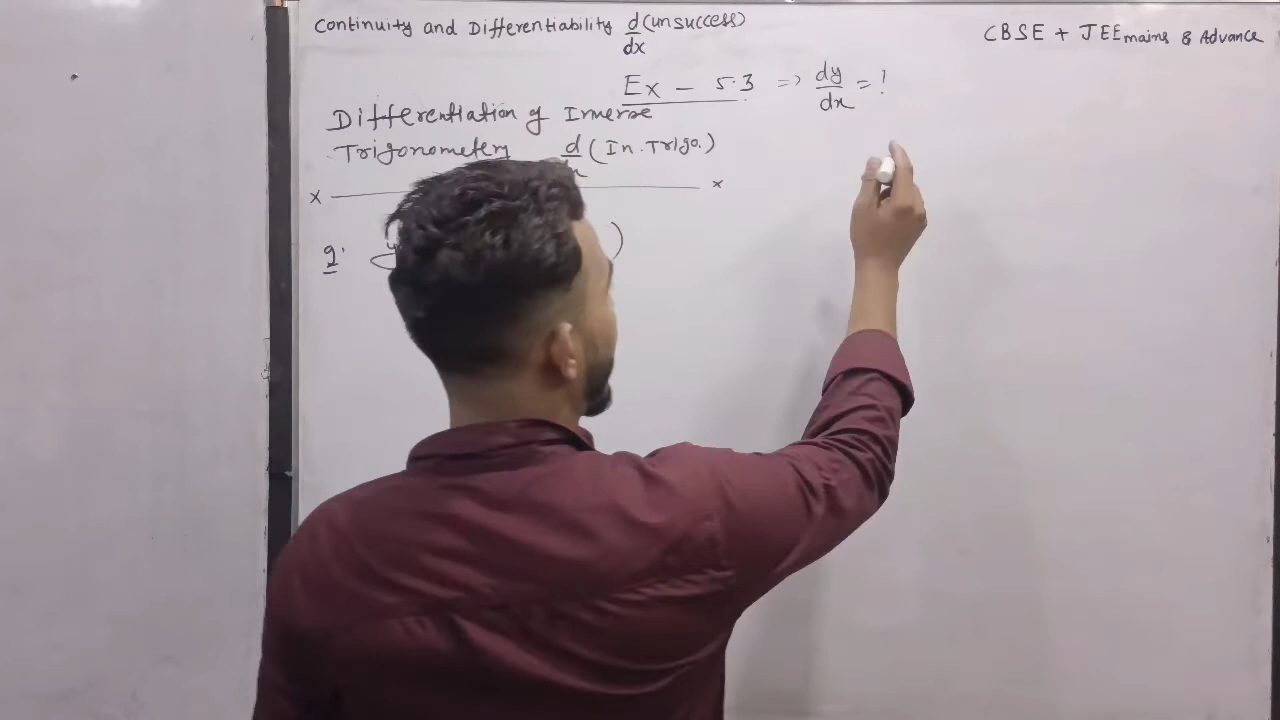 Continuity and Differentiability d/dx (unsuccess)
CBSE + JEE mains & Advance
Ex - 5.3 => dy/dx = !
Differentiation of Inverse
Trigonometery d/ (In. Trigo.)
x x
9. y )